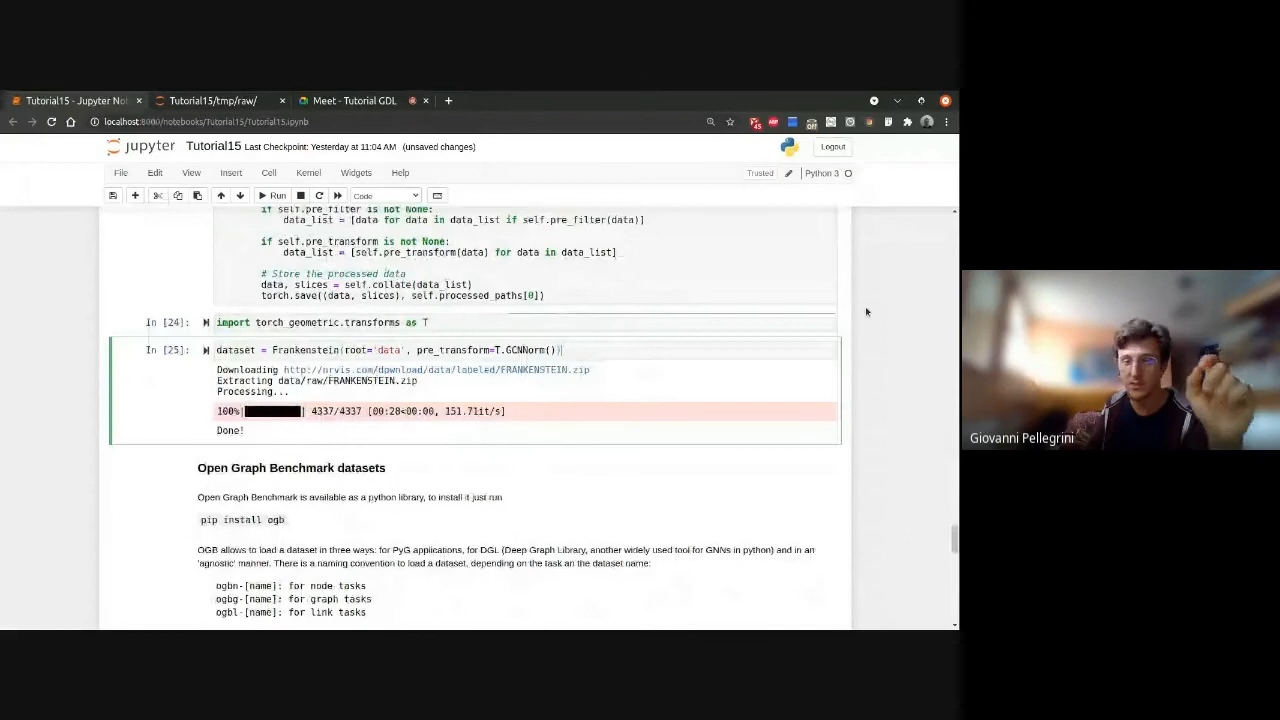 Tutorial15 - Jupyter No
Tutorial15/tmp/raw/
Meet - Tutorial GDL
localhost:8000/notebooks/Tutorial15/Tutorial15.ipynb
45
ABP
Off
jupyter Tutorial15 Last Checkpoint: Yesterday at 11:04 AM (unsaved changes)
Logout
File Edit View Insert Cell Kernel Widgets Help
Trusted
Python 3
Run
Code
if self.pre_filter is not None:
data_list = [data for data in data_list if self.pre_filter(data)]
if self.pre_transform is not None:
data_list = [self.pre_transform(data) for data in data_list]
# Store the processed data
data, slices = self.collate(data_list)
torch.save((data, slices), self.processed_paths[0])
In [24]: import torch_geometric.transforms as T
In [25]: dataset = Frankenstein(root='data', pre_transform=T.GCNNorm())
Downloading http://nrvis.com/download/data/labeled/FRANKENSTEIN.zip
Extracting data/raw/FRANKENSTEIN.zip
Processing...
100%| | 4337/4337 [00:28<00:00, 151.71it/s]
Done!
Open Graph Benchmark datasets
Open Graph Benchmark is available as a python library, to install it just run
pip install ogb
OGB allows to load a dataset in three ways: for PyG applications, for DGL (Deep Graph Library, another widely used tool for GNNs in python) and in an
'agnostic' manner. There is a naming convention to load a dataset, depending on the task an the dataset name:
ogbn-[name]: for node tasks
ogbg-[name]: for graph tasks
ogbl-[name]: for link tasks
Giovanni Pellegrini